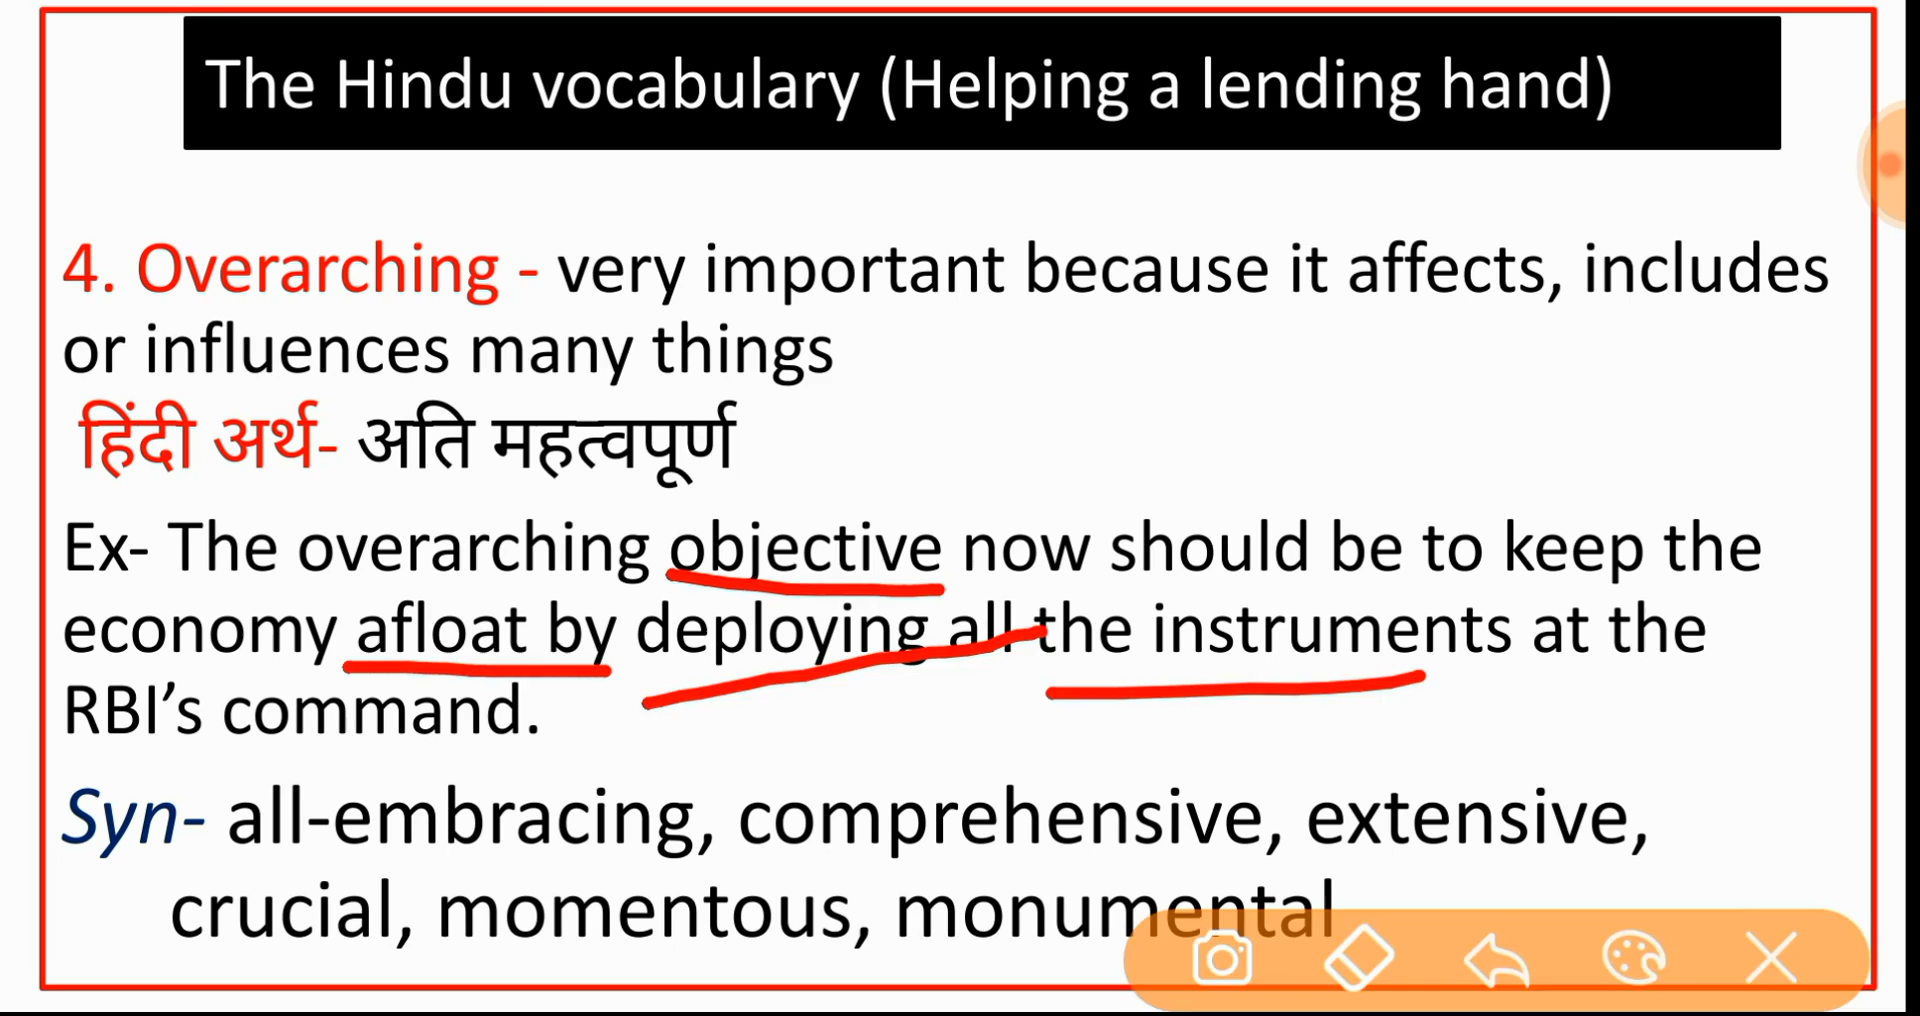 The Hindu vocabulary (Helping a lending hand)
4. Overarching - very important because it affects, includes
or influences many things
हिंदी अर्थ- अति महत्वपूर्ण
Ex- The overarching objective now should be to keep the
economy afloat by deploying all the instruments at the
RBI’s command.
Syn- all-embracing, comprehensive, extensive,
crucial, momentous, monumental